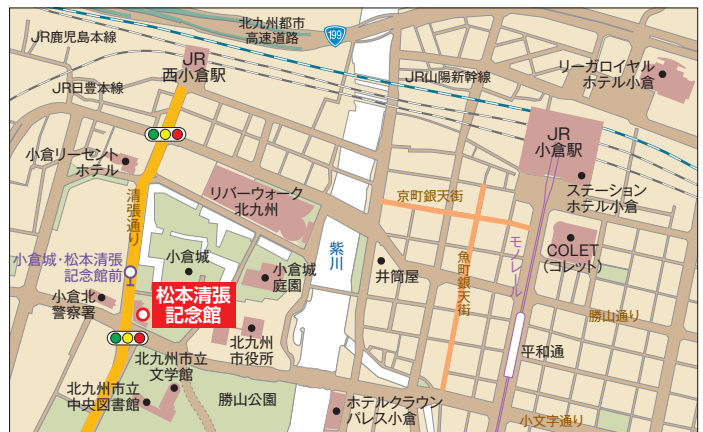 北九州都市
高速道路
199
JR鹿児島本線
JR
西小倉駅
JR日豊本線
JR山陽新幹線
リーガロイヤル
ホテル小倉
JR
小倉駅
小倉リーセント
ホテル
清張通り
リバーウォーク
北九州
京町銀天街
ステーション
ホテル小倉
小倉城・松本清張
記念館前
小倉城
小倉城
庭園
紫川
井筒屋
魚町銀天街
モノレール
COLET
(コレット)
小倉北
警察署
松本清張
記念館
勝山通り
北九州
市役所
平和通
北九州市立
文学館
北九州市立
中央図書館
勝山公園
ホテルクラウン
パレス小倉
小文字通り